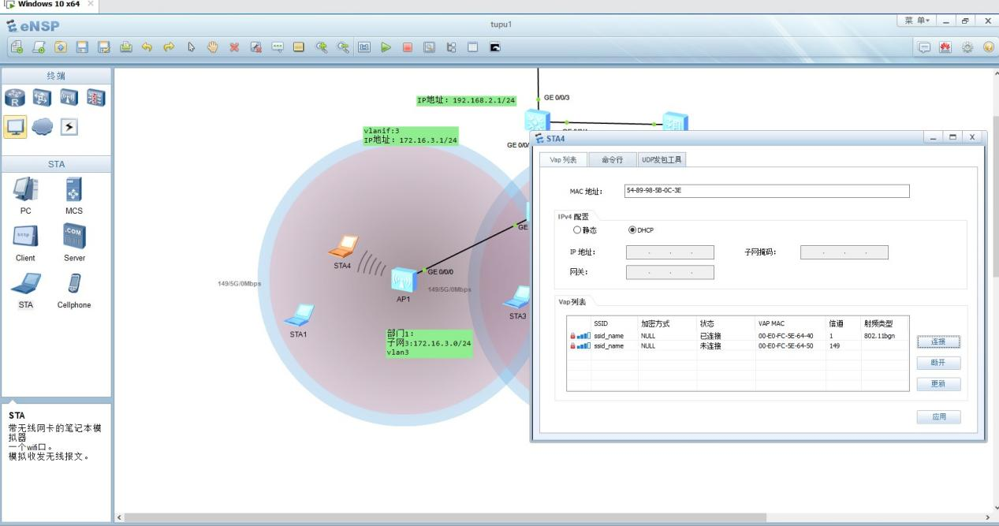 Windows 10 x64
eNSP
tupu1
菜 单
终端
STA
PC
MCS
Client
Server
STA
Cellphone
STA
带无线网卡的笔记本模
拟器
一个wifi口。
模拟收发无线报文。
IP地址：192.168.2.1/24
GE 0/0/3
vlanif:3
IP地址：172.16.3.1/24
GE 0/0/
STA4
GE 0/0/0
GE
149/5G/0Mbps
149/5G/0Mbps
AP1
STA1
STA3
部门1：
子网3:172.16.3.0/24
vlan3
STA4
Vap 列表
命令行
UDP发包工具
MAC 地址：
54-89-98-5B-0C-3E
IPv4 配置
静态
DHCP
IP 地址：
子网掩码：
网关：
Vap列表
SSID 加密方式 状态 VAP MAC 信道 射频类型
ssid_name NULL 已连接 00-E0-FC-5E-64-40 1 802.11bgn
ssid_name NULL 未连接 00-E0-FC-5E-64-50 149
连接
断开
更新
应用